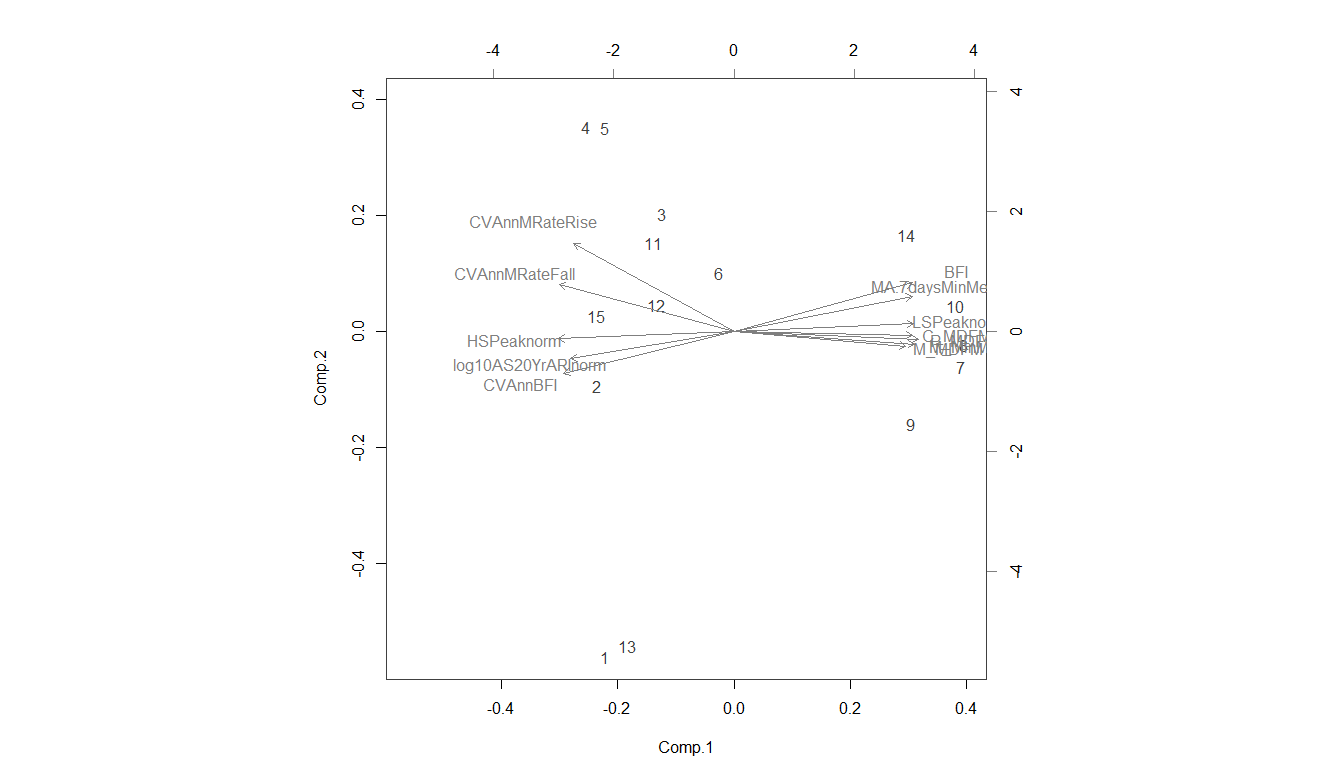 -4 -2 0 2 4
0.4 4 5 4
CVAnnMRateRise 3 0.2 2
11 14
CVAnnMRateFall 6 BFI
MA.7daysMinMe
12 10
15 LSPeakno
0.0 0
HSPeaknorm
M_MDFM
log10AS20YrARInorm 7
CVAnnBFI 2
Comp.2
9
-0.2 -2
-0.4 -4
13
1
-0.4 -0.2 0.0 0.2 0.4
Comp.1